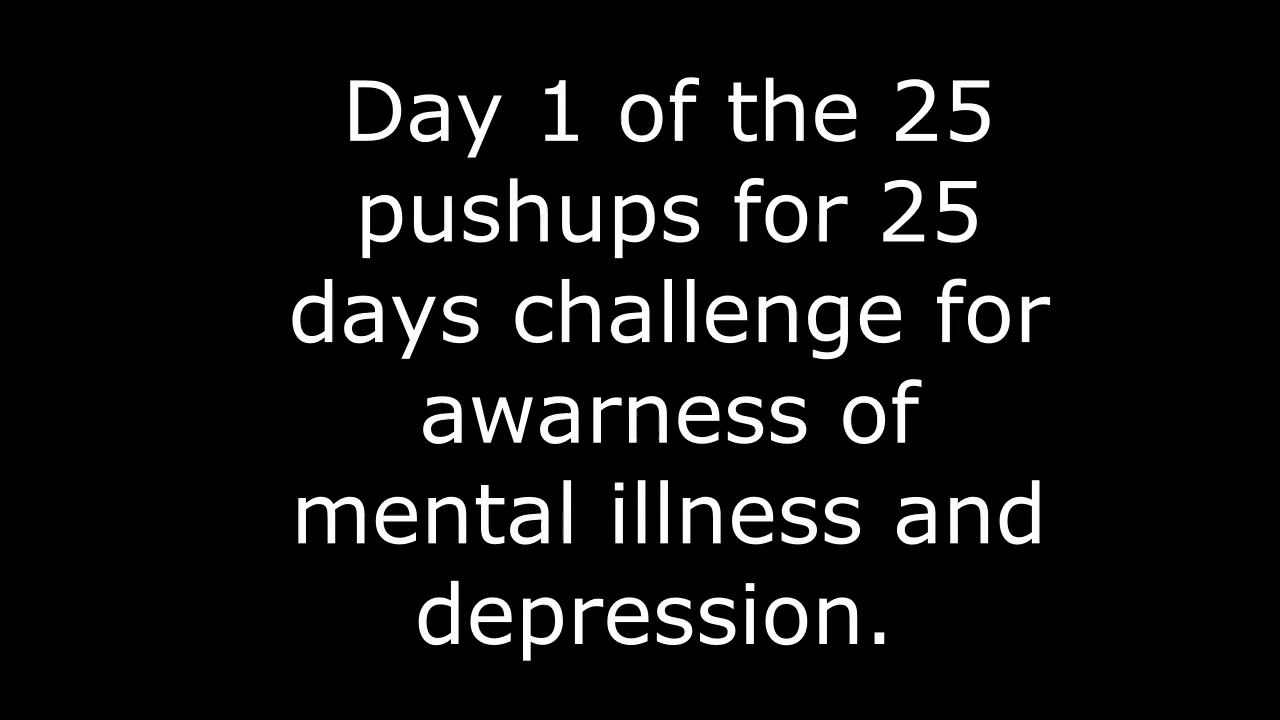 Day 1 of the 25
pushups for 25
days challenge for
awarness of
mental illness and
depression.